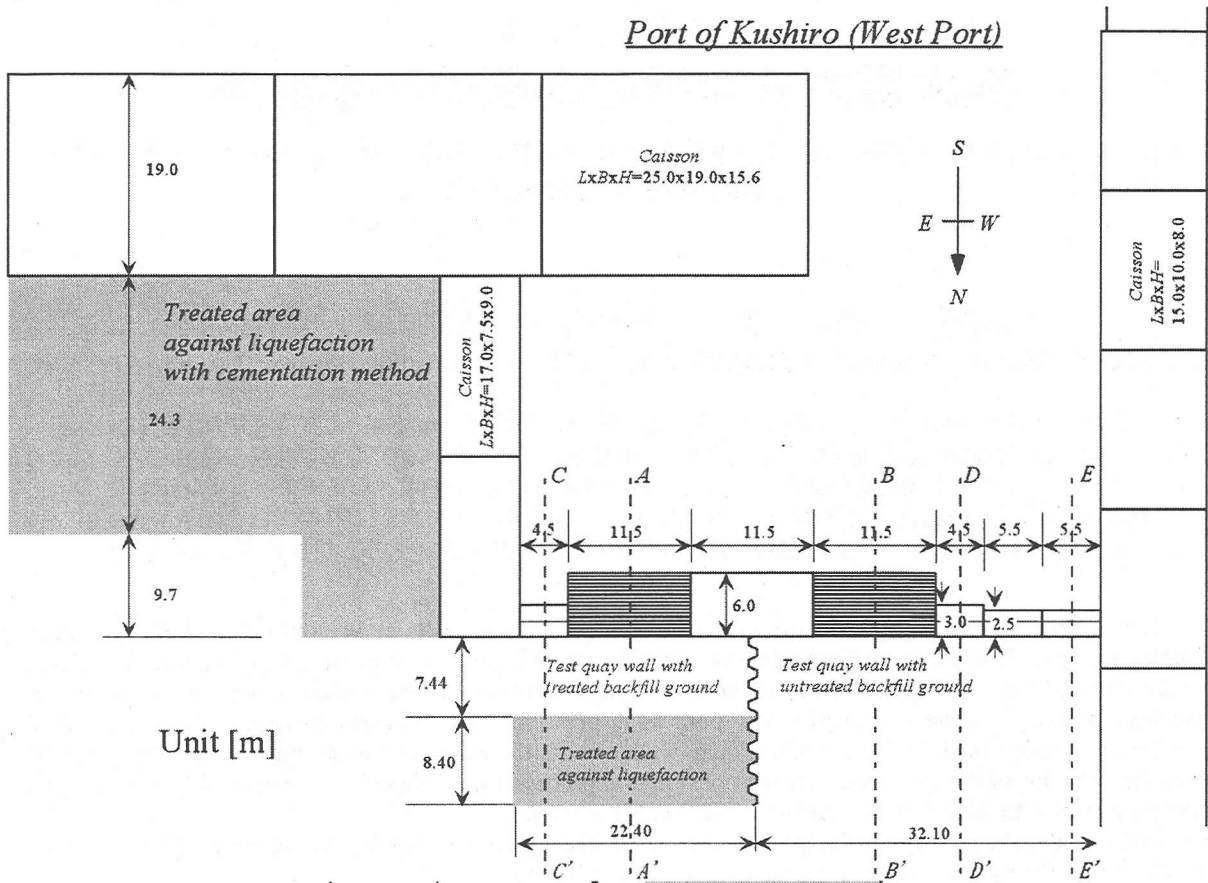 Port of Kushiro (West Port)
19.0
Caisson
LxBxH=25.0x19.0x15.6
S
E
W
N
Caisson
LxBxH=
15.0x10.0x8.0
Treated area
against liquefaction
with cementation method
24.3
Caisson
LxBxH=17.0x7.5x9.0
C
A
B
D
E
4.5
11.5
11.5
11.5
4.5
5.5
5.5
9.7
6.0
3.0
2.5
7.44
Test quay wall with
treated backfill ground
Test quay wall with
untreated backfill ground
Unit [m]
8.40
Treated area
against liquefaction
22.40
32.10
C'
A'
B'
D'
E'